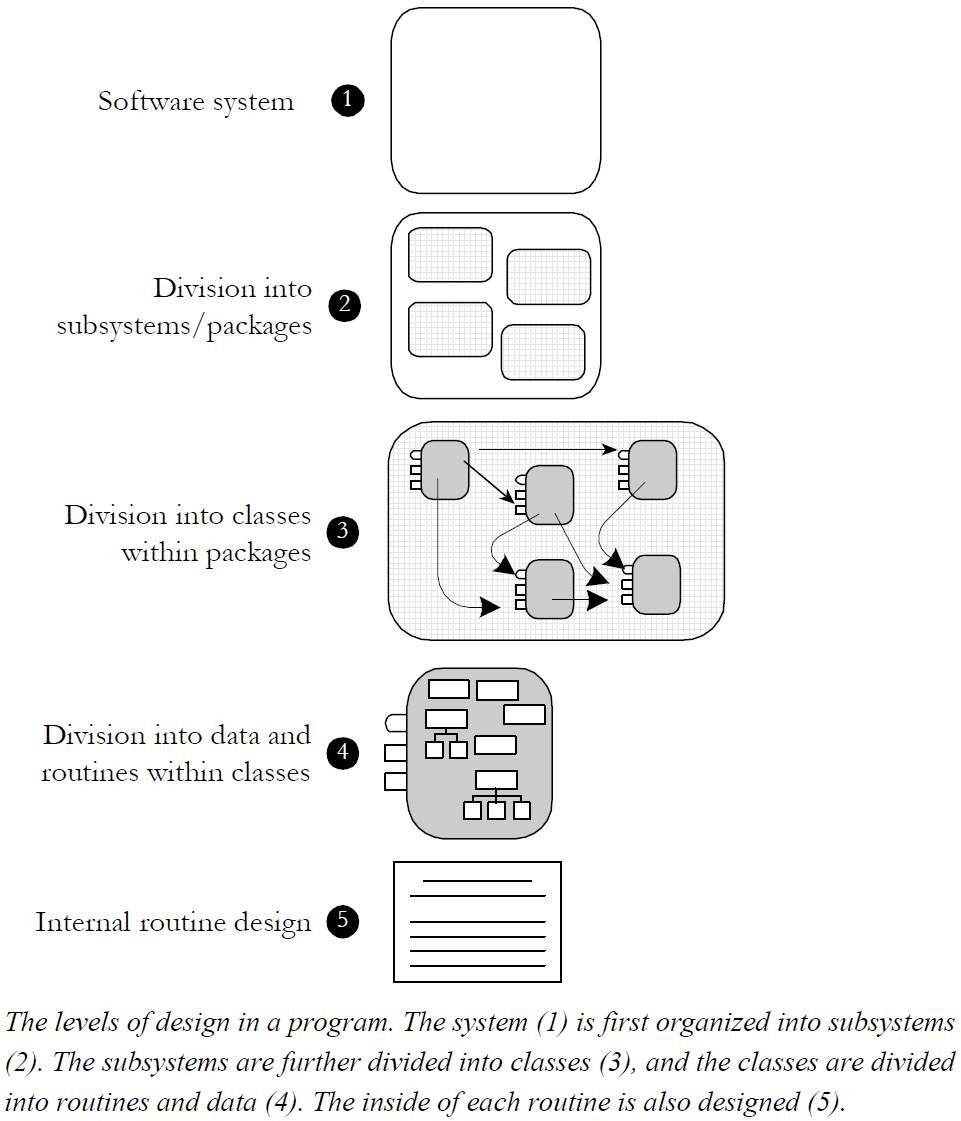 Software system 1
Division into
subsystems/packages
2
Division into classes
within packages
3
Division into data and
routines within classes
4
Internal routine design 5
The levels of design in a program. The system (1) is first organized into subsystems
(2). The subsystems are further divided into classes (3), and the classes are divided
into routines and data (4). The inside of each routine is also designed (5).